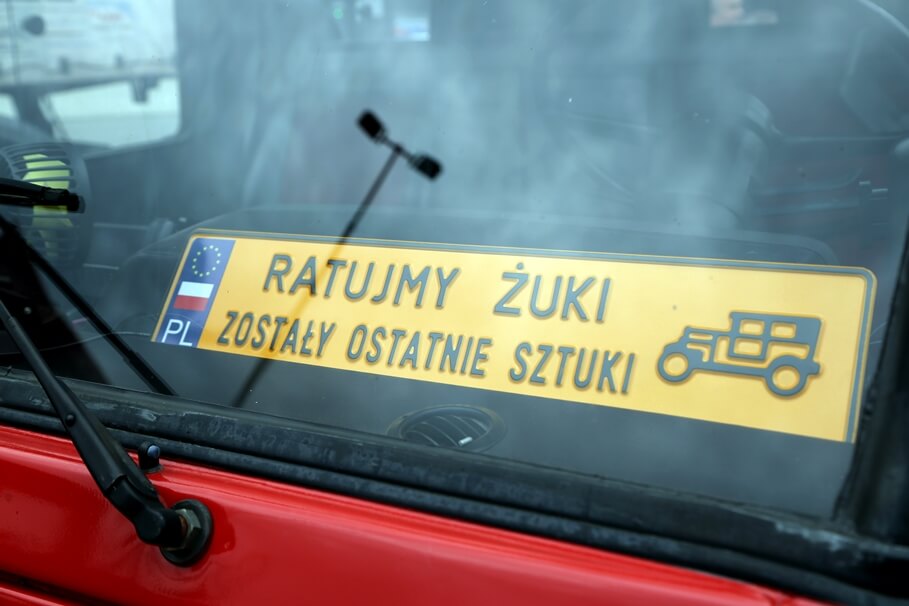 RATUJMY ŻUKI
PL ZOSTAŁY OSTATNIE SZTUKI